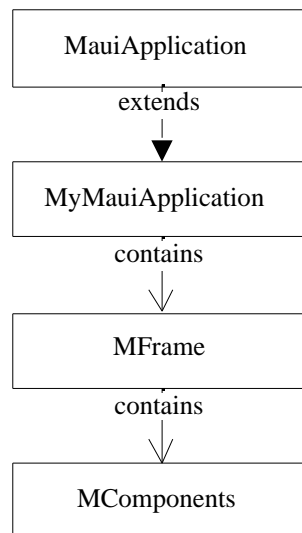 MauiApplication
extends
MyMauiApplication
contains
MFrame
contains
MComponents